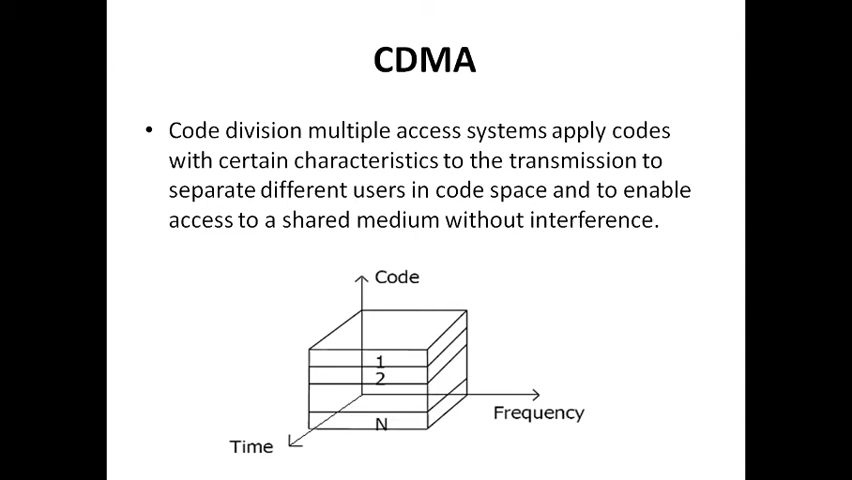 CDMA
• Code division multiple access systems apply codes
with certain characteristics to the transmission to
separate different users in code space and to enable
access to a shared medium without interference.
Code
1
2
Frequency
N
Time